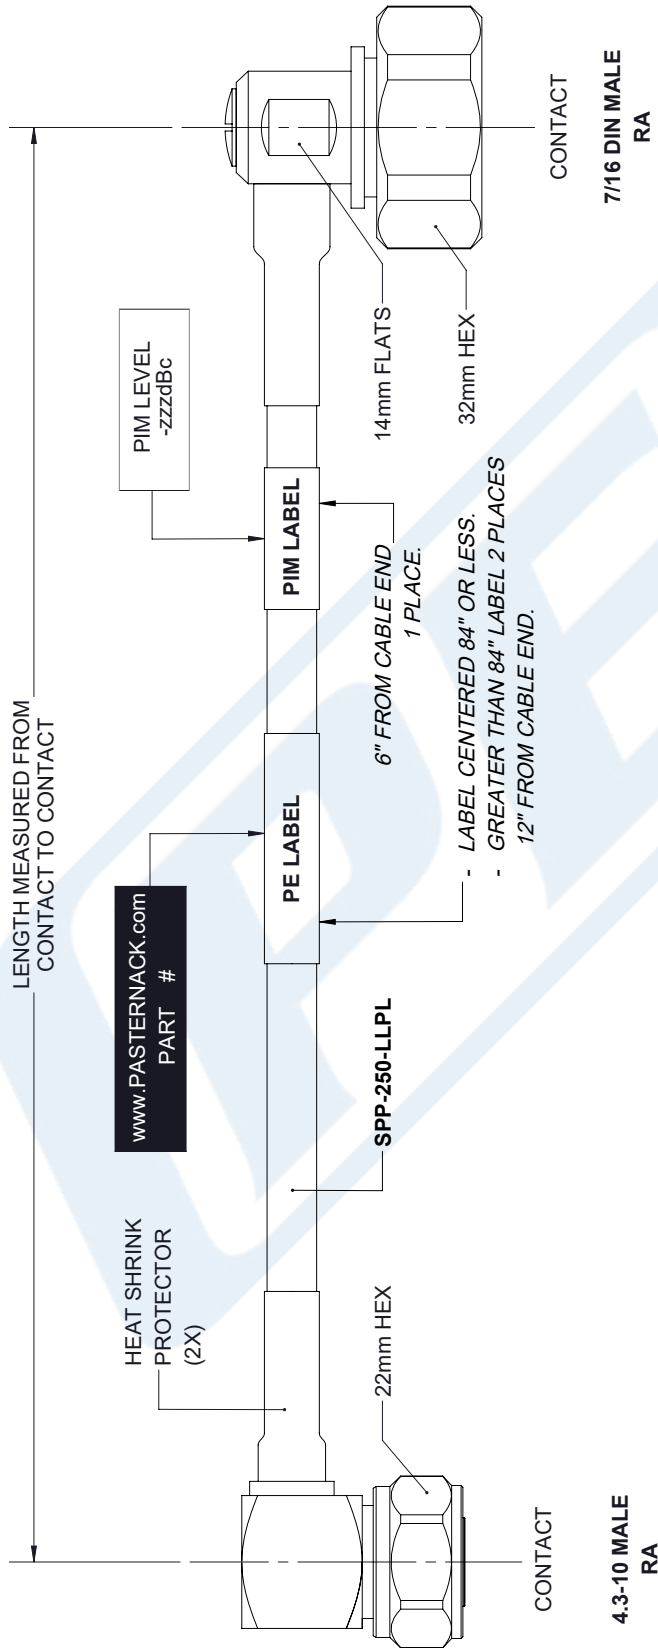 LENGTH MEASURED FROM
CONTACT TO CONTACT
HEAT SHRINK
PROTECTOR
(2X)
www.PASTERNACK.com
PART #
PIM LEVEL
-zzzdBc
PE LABEL
PIM LABEL
SPP-250-LLPL
22mm HEX
6" FROM CABLE END
1 PLACE.
14mm FLATS
32mm HEX
- LABEL CENTERED 84" OR LESS.
- GREATER THAN 84" LABEL 2 PLACES
12" FROM CABLE END.
CONTACT
4.3-10 MALE
RA
CONTACT
7/16 DIN MALE
RA